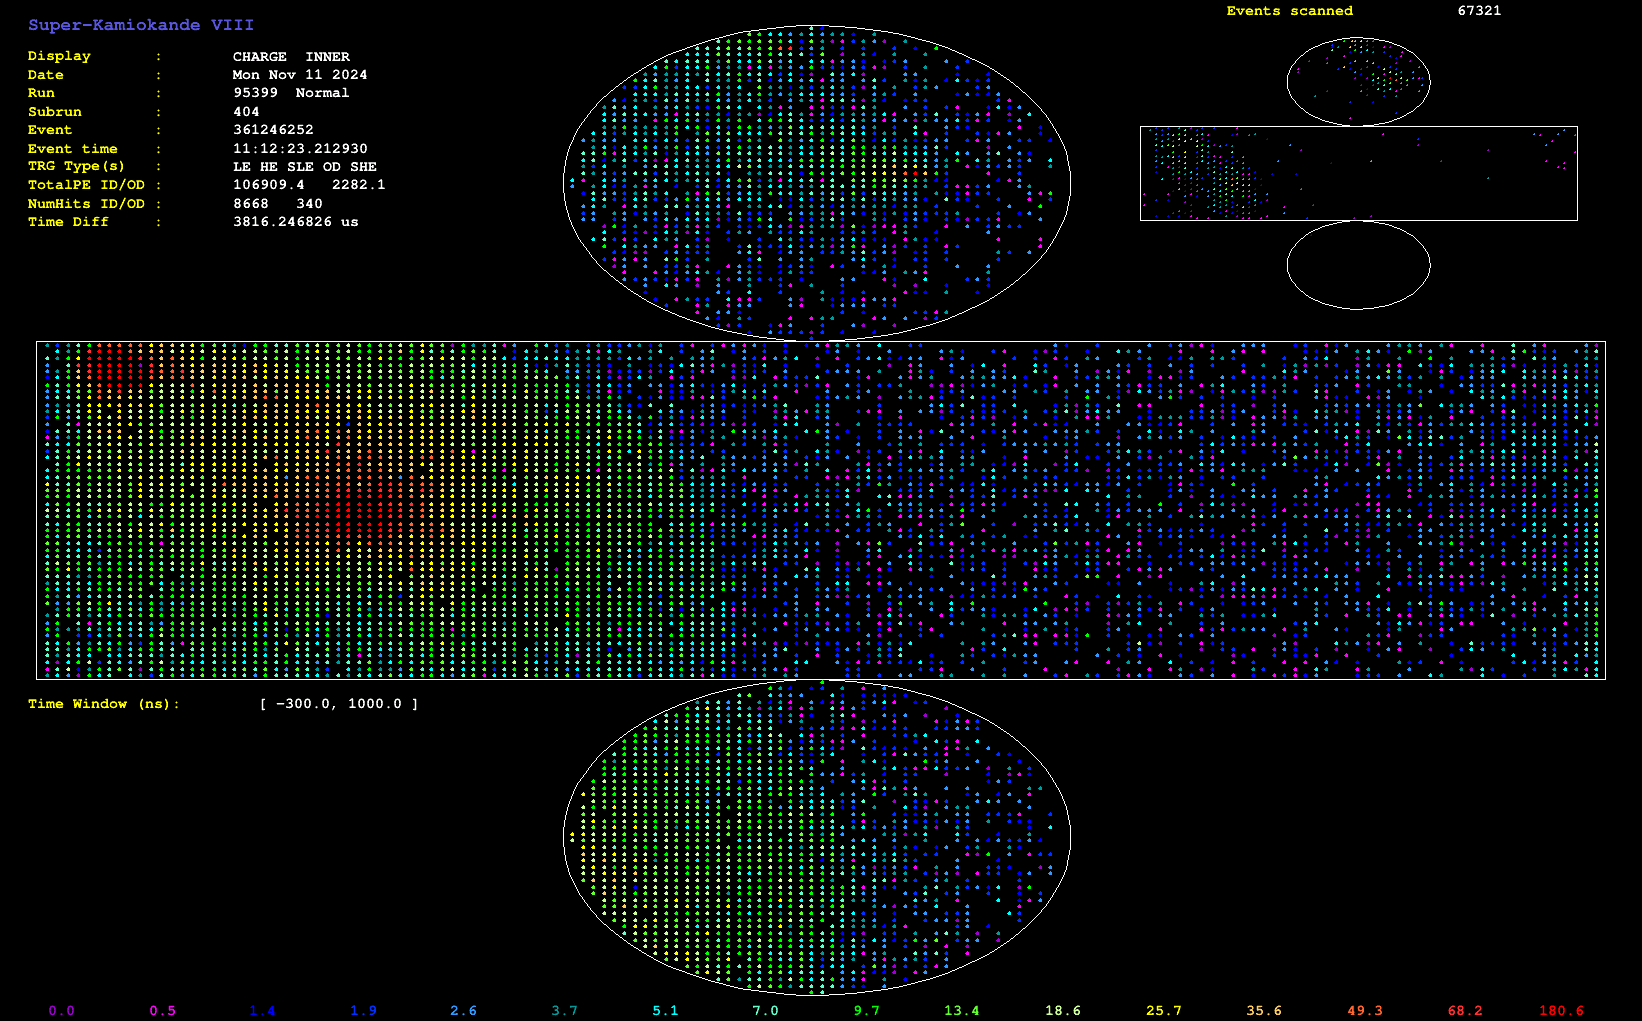 Super-Kamiokande VIII
Events scanned 67321
Display : CHARGE INNER
Date : Mon Nov 11 2024
Run : 95399 Normal
Subrun : 404
Event : 361246252
Event time : 11:12:23.212930
TRG Type(s) : LE HE SLE OD SHE
TotalPE ID/OD : 106909.4 2282.1
NumHits ID/OD : 8668 340
Time Diff : 3816.246826 us
Time Window (ns): [ -300.0, 1000.0 ]
0.0 0.5 1.4 1.9 2.6 3.7 5.1 7.0 9.7 13.4 18.6 25.7 35.6 49.3 68.2 180.6